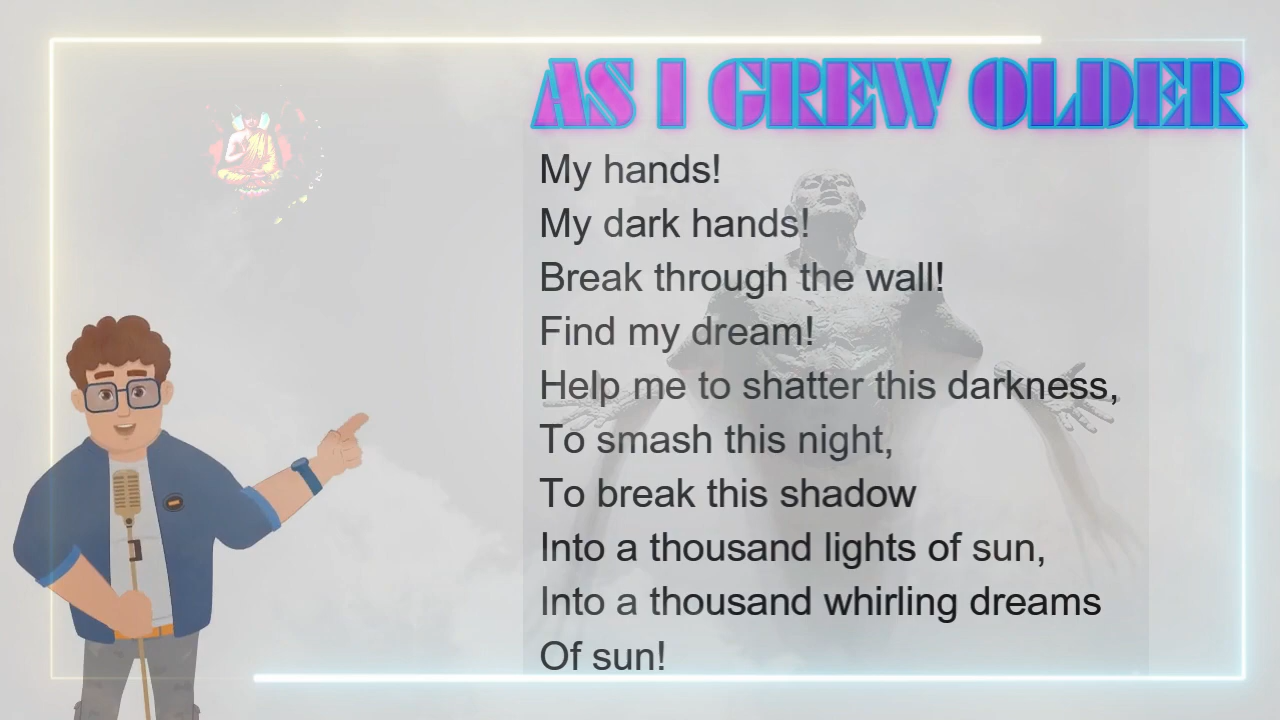 AS I GREW OLDER
My hands!
My dark hands!
Break through the wall!
Find my dream!
Help me to shatter this darkness,
To smash this night,
To break this shadow
Into a thousand lights of sun,
Into a thousand whirling dreams
Of sun!